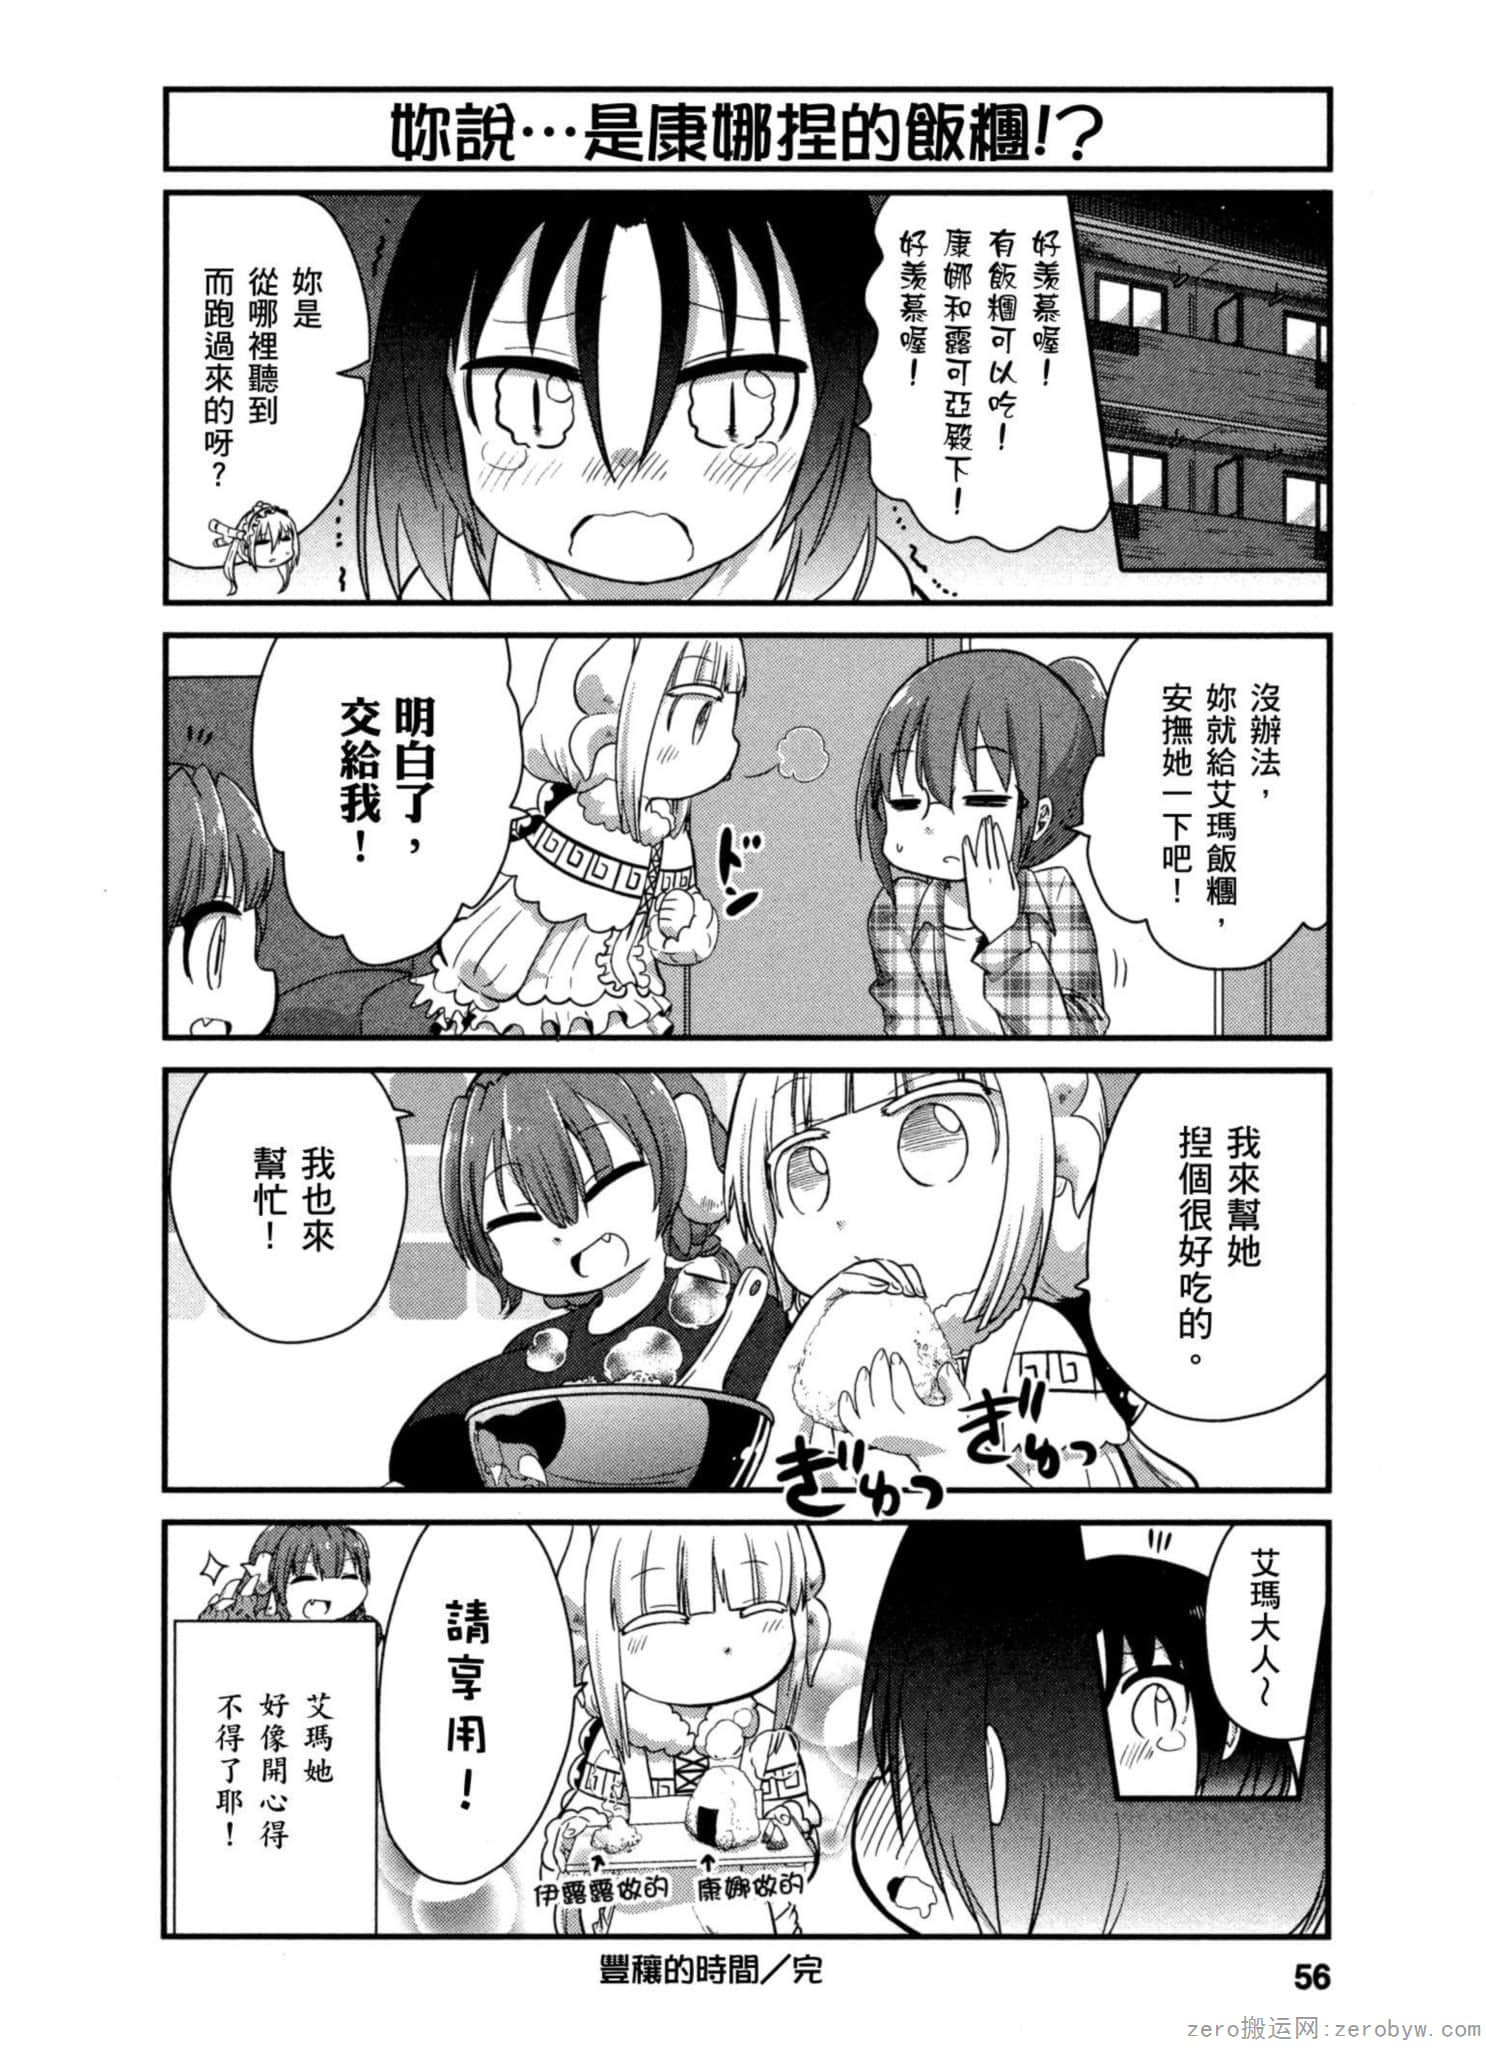 妳說…是康娜捏的飯糰!?
好羨慕喔！
有飯糰可以吃！
康娜和露可亞殿下！
好羨慕喔！
妳是
從哪裡聽到
而跑過來的呀？
沒辦法，
妳就給艾瑪飯糰，
安撫她一下吧！
ドン
明白了，
交給我！
我來幫她
捏個很好吃的。
ぎゅっ
ぎゅっ
我也來
幫忙！
艾瑪大人～
請享用！
康娜做的
伊露露做的
艾瑪她
好像開心得
不得了耶！
豐穰的時間／完
56
zero搬运网:zerobyw.com